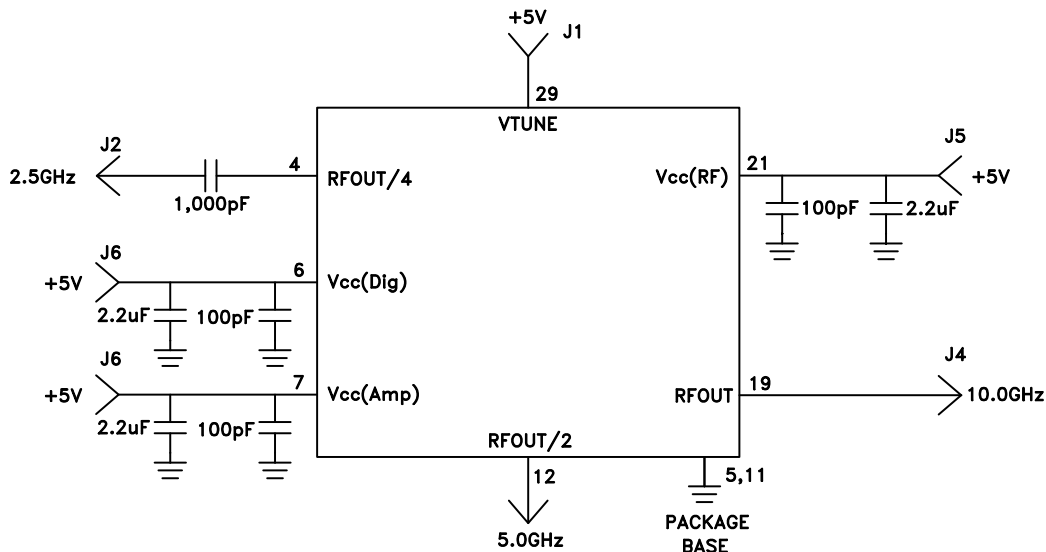 +5V
J1
29
VTUNE
J2
2.5GHz
1,000pF
4
RFOUT/4
Vcc(RF)
21
J5
+5V
100pF
2.2uF
J6
+5V
2.2uF
100pF
6
Vcc(Dig)
J6
+5V
2.2uF
100pF
7
Vcc(Amp)
RFOUT
19
J4
10.0GHz
RFOUT/2
12
5.0GHz
5,11
PACKAGE
BASE